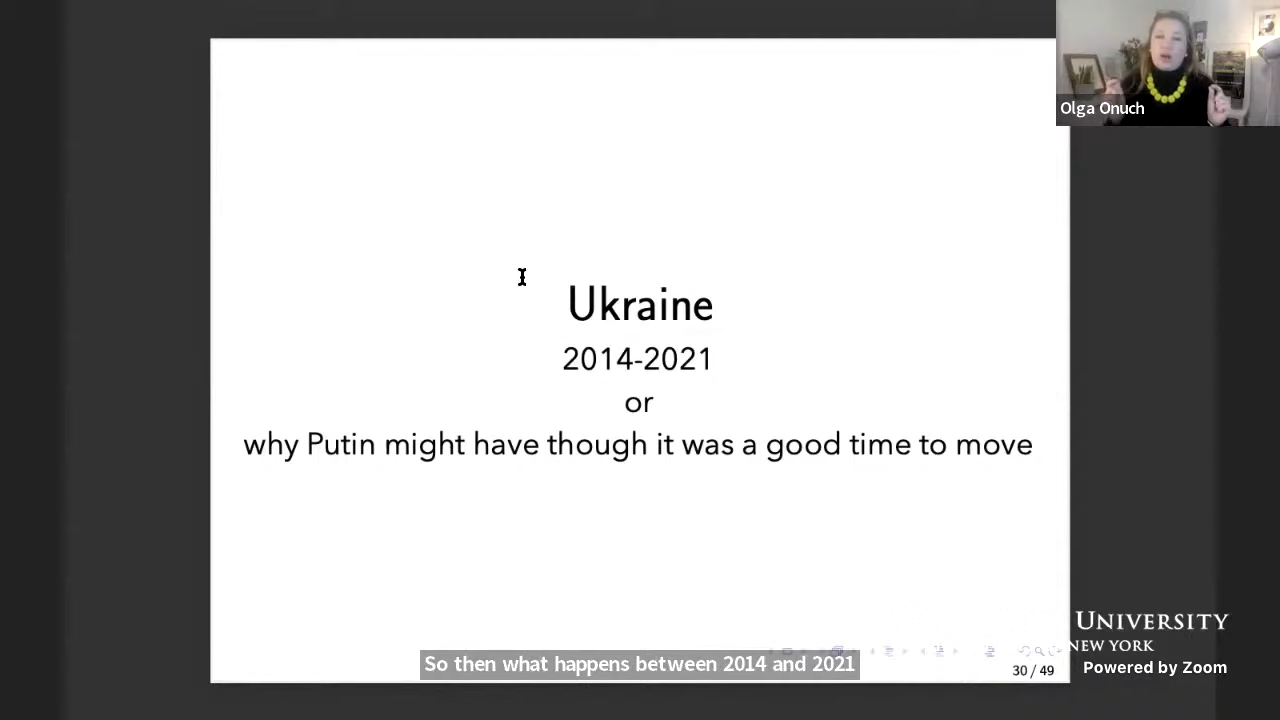 Olga Onuch
Ukraine
2014-2021
or
why Putin might have though it was a good time to move
So then what happens between 2014 and 2021
30 / 49
UNIVERSITY
NEW YORK
Powered by Zoom